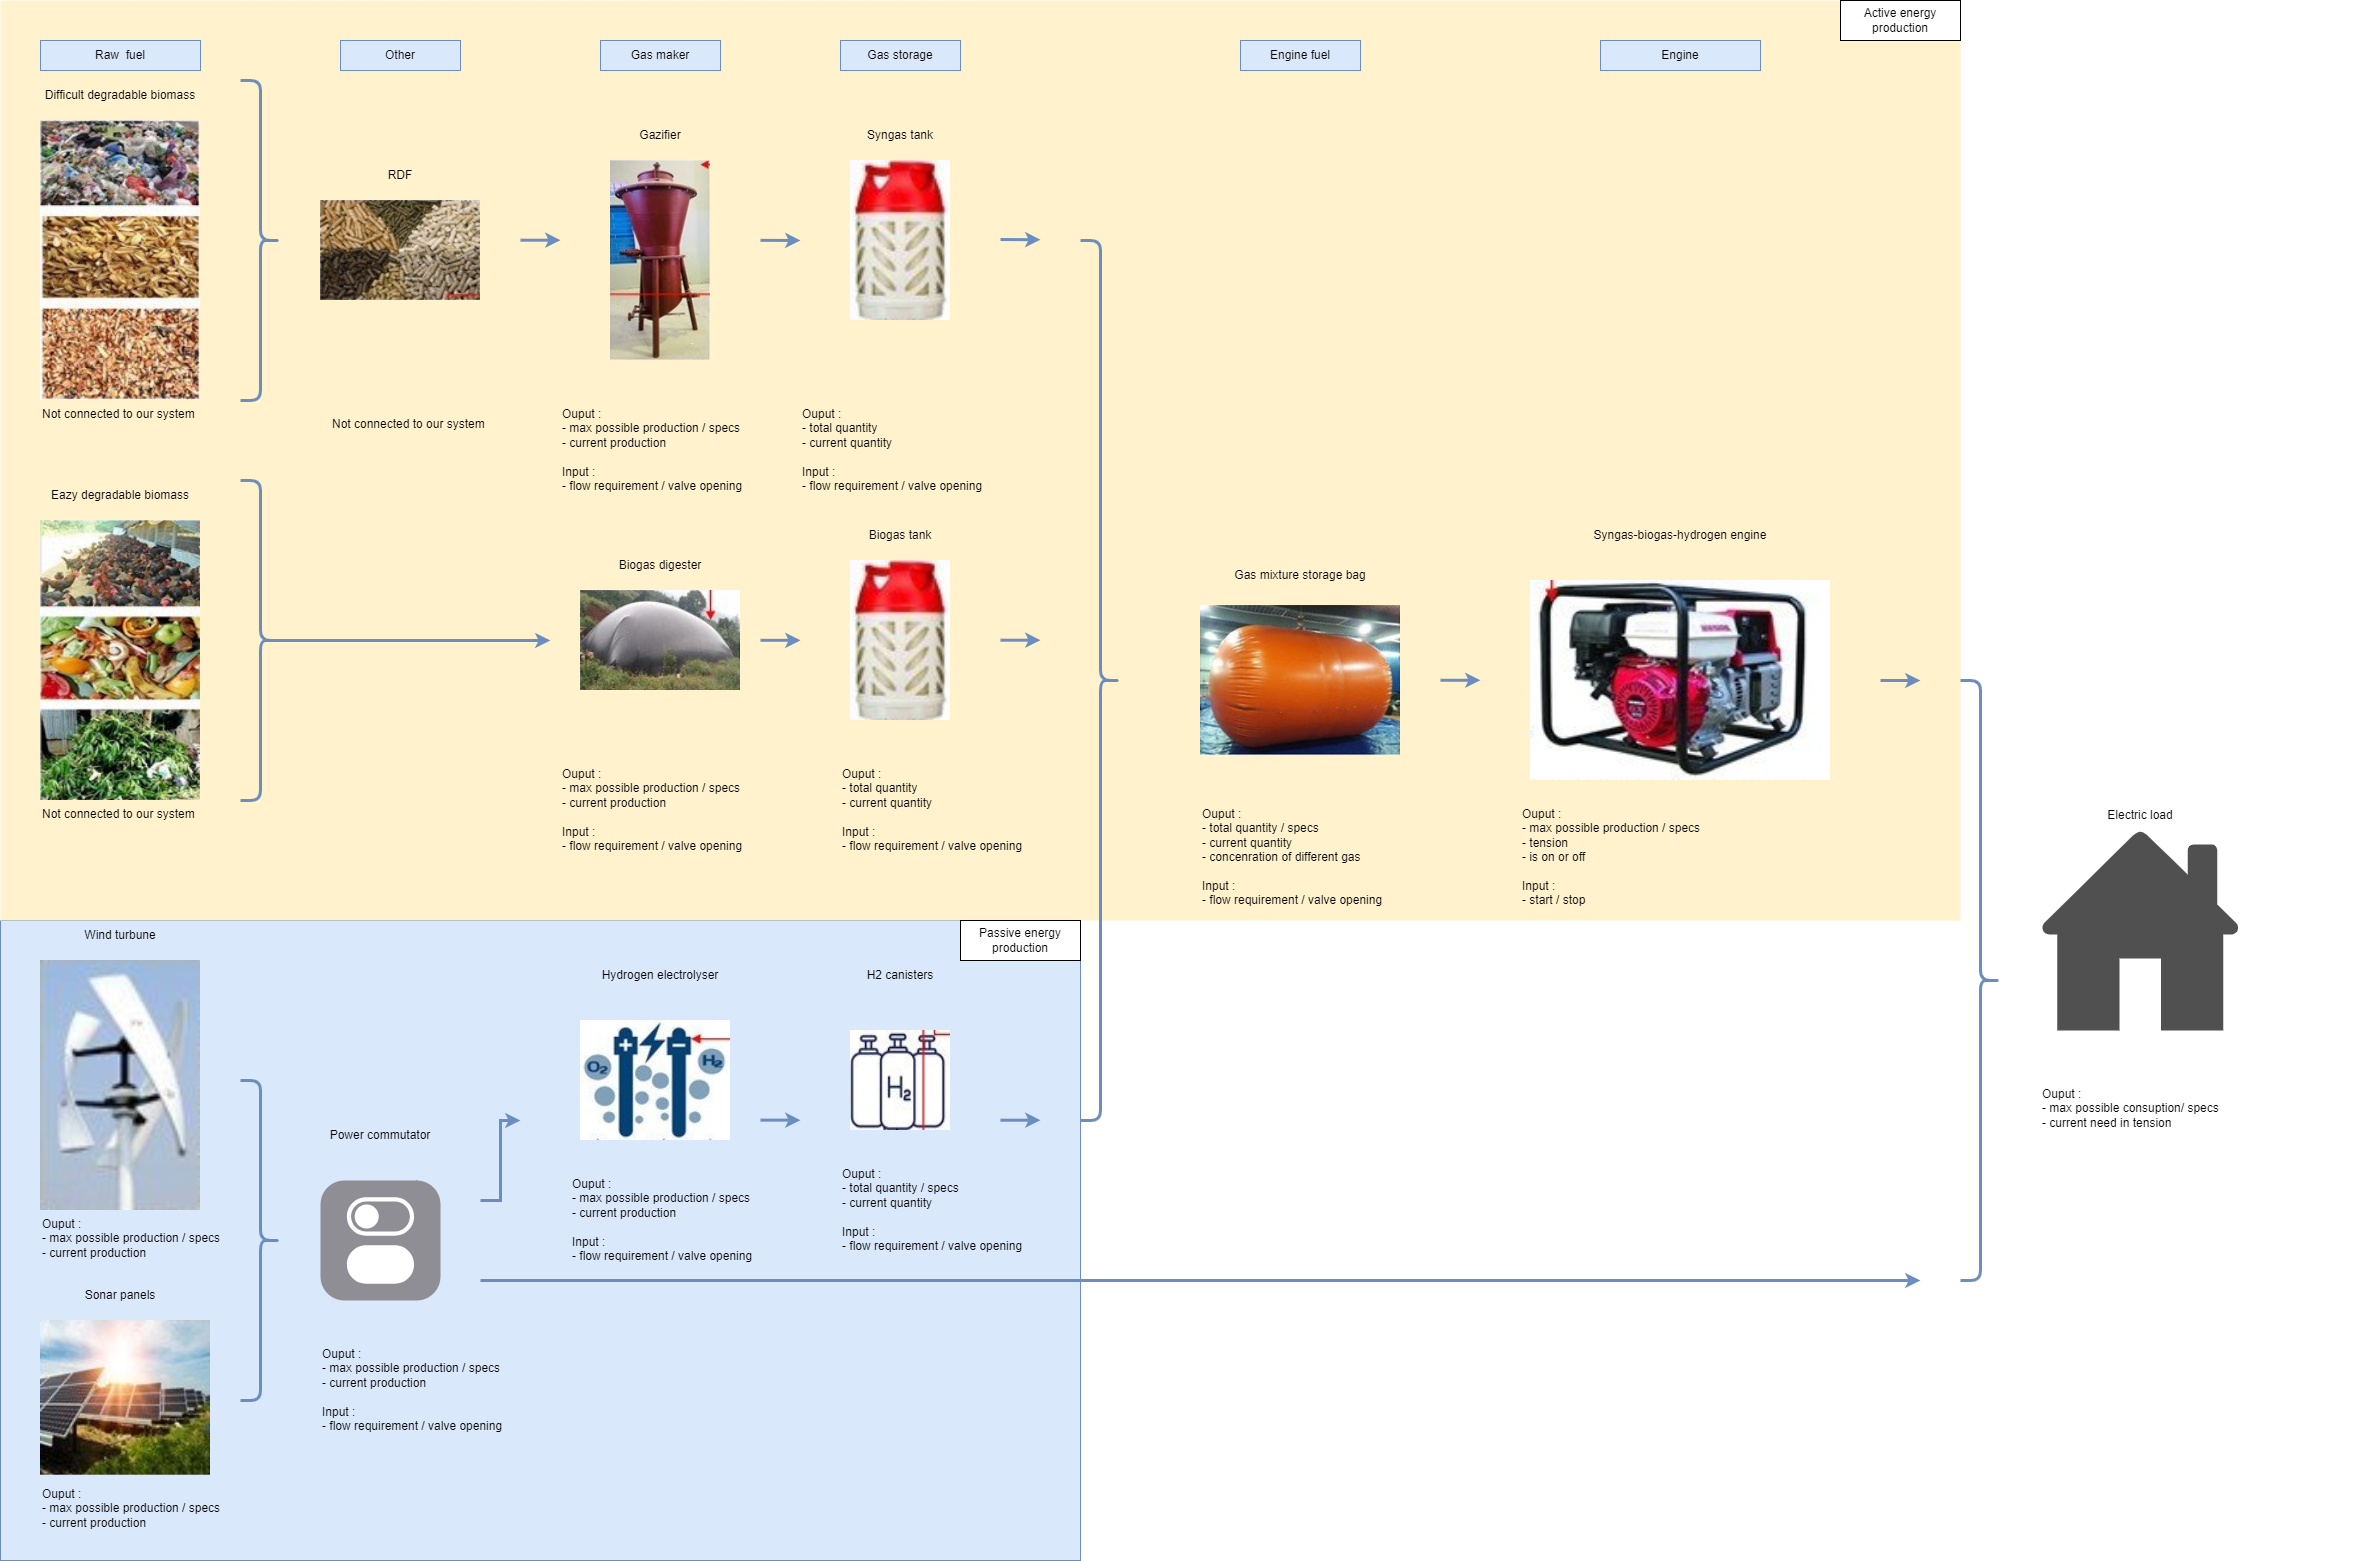 Active energy
production
Raw  fuel
Other
Gas maker
Gas storage
Engine fuel
Engine
Difficult degradable biomass
Not connected to our system
RDF
Not connected to our system
Gazifier
Ouput :
- max possible production / specs
- current production
Input :
- flow requirement / valve opening
Syngas tank
Ouput :
- total quantity
- current quantity
Input :
- flow requirement / valve opening
Eazy degradable biomass
Not connected to our system
Biogas digester
Ouput :
- max possible production / specs
- current production
Input :
- flow requirement / valve opening
Biogas tank
Ouput :
- total quantity
- current quantity
Input :
- flow requirement / valve opening
Gas mixture storage bag
Ouput :
- total quantity / specs
- current quantity
- concenration of different gas
Input :
- flow requirement / valve opening
Syngas-biogas-hydrogen engine
Ouput :
- max possible production / specs
- tension
- is on or off
Input :
- start / stop
Electric load
Ouput :
- max possible consuption/ specs
- current need in tension
Passive energy
production
Wind turbune
Ouput :
- max possible production / specs
- current production
Sonar panels
Ouput :
- max possible production / specs
- current production
Power commutator
Ouput :
- max possible production / specs
- current production
Input :
- flow requirement / valve opening
Hydrogen electrolyser
O2
H2
Ouput :
- max possible production / specs
- current production
Input :
- flow requirement / valve opening
H2 canisters
H2
Ouput :
- total quantity / specs
- current quantity
Input :
- flow requirement / valve opening